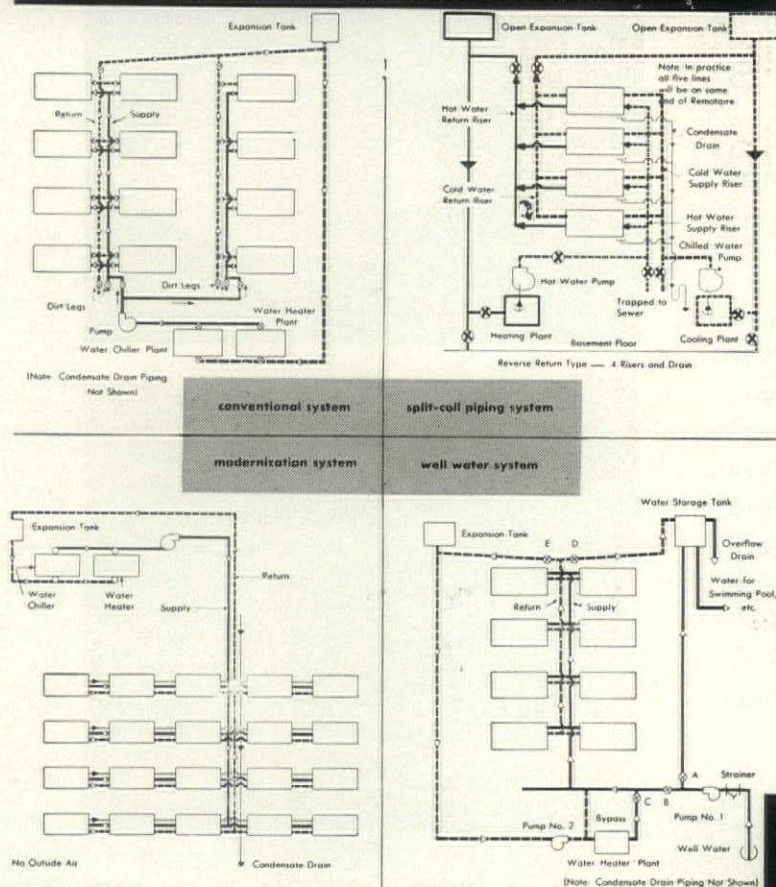 Expansion Tank
Return
Supply
Dirt Legs
Dirt Legs
Pump
Water Heater
Plant
Water Chiller Plant
(Note: Condensate Drain Piping
Not Shown)
Open Expansion Tank
Open Expansion Tank
Note: In practice
all five lines
will be on same
end of Remotaire
Hot Water
Return Riser
Condensate
Drain
Cold Water
Supply Riser
Cold Water
Return Riser
Hot Water
Supply Riser
Chilled Water
Pump
Hot Water Pump
Trapped to
Sewer
Heating Plant
Cooling Plant
Basement Floor
Reverse Return Type — 4 Risers and Drain
conventional system
split-coil piping system
modernization system
well water system
Expansion Tank
Water
Chiller
Water
Heater
Supply
Return
No Outside Air
Condensate Drain
Water Storage Tank
Expansion Tank
E
D
Overflow
Drain
Water for
Swimming Pool,
etc.
Return
Supply
A
Strainer
C
B
Pump No. 2
Bypass
Pump No. 1
Water Heater Plant
Well Water
(Note: Condensate Drain Piping Not Shown)